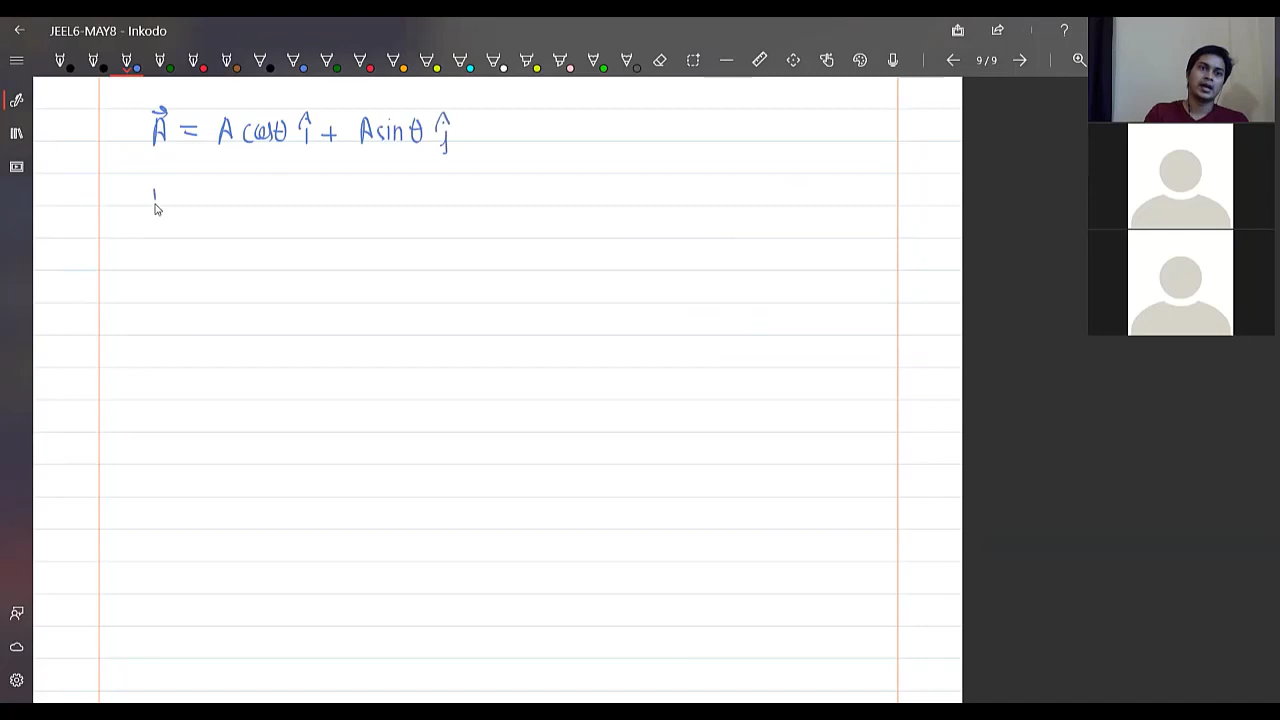 JEEL6-MAY8 - Inkodo
9/9
A⃗ = A cosθ î + A sinθ ĵ